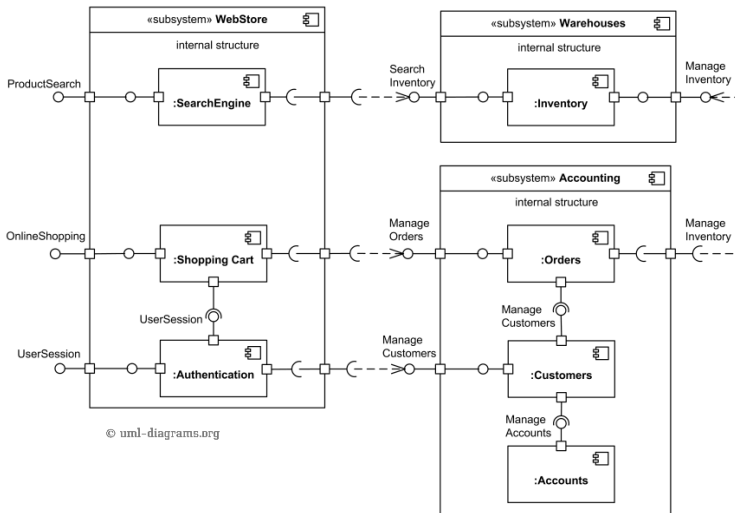 «subsystem» WebStore
internal structure
ProductSearch
:SearchEngine
Search
Inventory
«subsystem» Warehouses
internal structure
:Inventory
Manage
Inventory
«subsystem» Accounting
internal structure
OnlineShopping
:Shopping Cart
Manage
Orders
:Orders
Manage
Inventory
UserSession
Manage
Customers
UserSession
:Authentication
Manage
Customers
:Customers
Manage
Accounts
:Accounts
© uml-diagrams.org